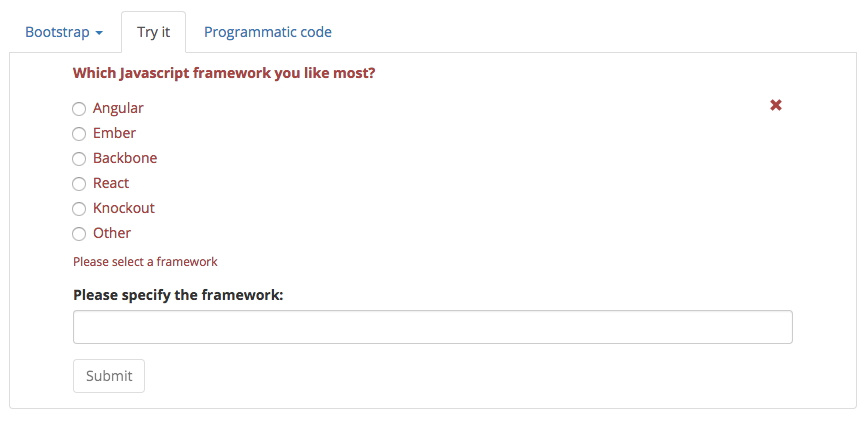 Bootstrap Try it Programmatic code
Which Javascript framework you like most?
Angular
Ember
Backbone
React
Knockout
Other
Please select a framework
Please specify the framework:
Submit